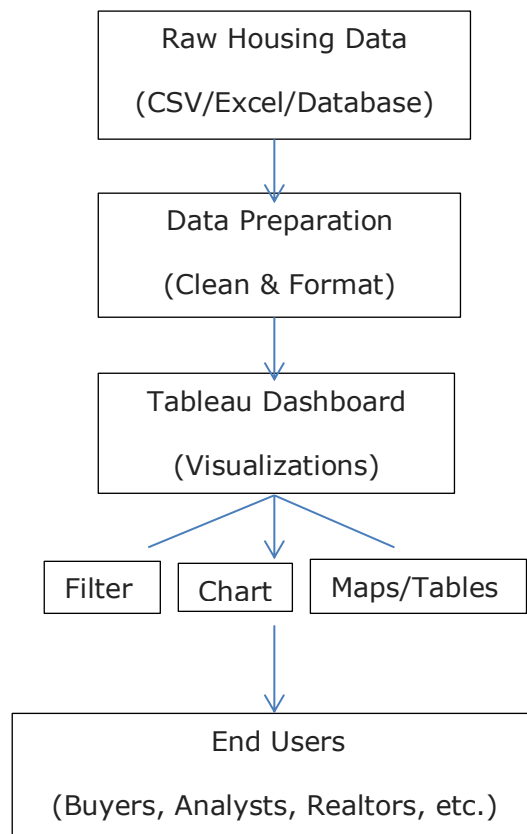 Raw Housing Data
(CSV/Excel/Database)
Data Preparation
(Clean & Format)
Tableau Dashboard
(Visualizations)
Filter
Chart
Maps/Tables
End Users
(Buyers, Analysts, Realtors, etc.)